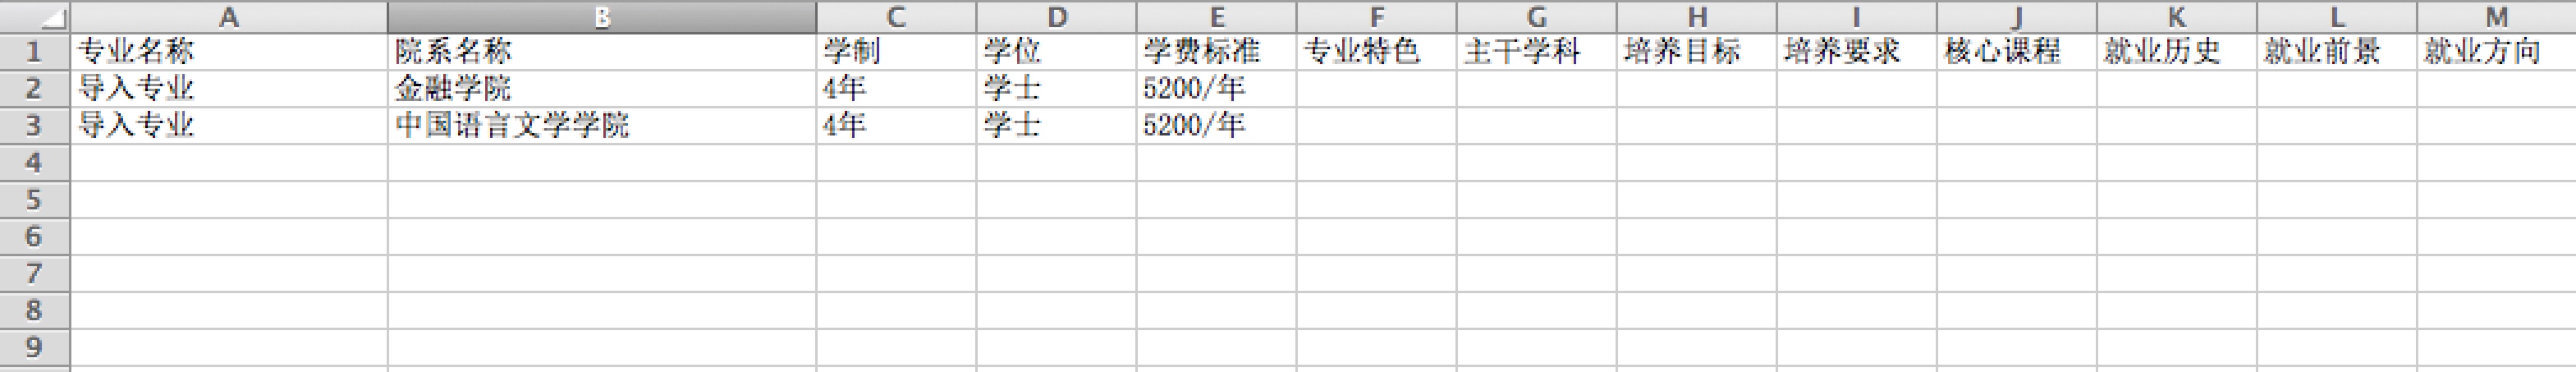 A B C D E F G H I J K L M
1 专业名称 院系名称 学制 学位 学费标准 专业特色 主干学科 培养目标 培养要求 核心课程 就业历史 就业前景 就业方向
2 导入专业 金融学院 4年 学士 5200/年
3 导入专业 中国语言文学学院 4年 学士 5200/年
4
5
6
7
8
9